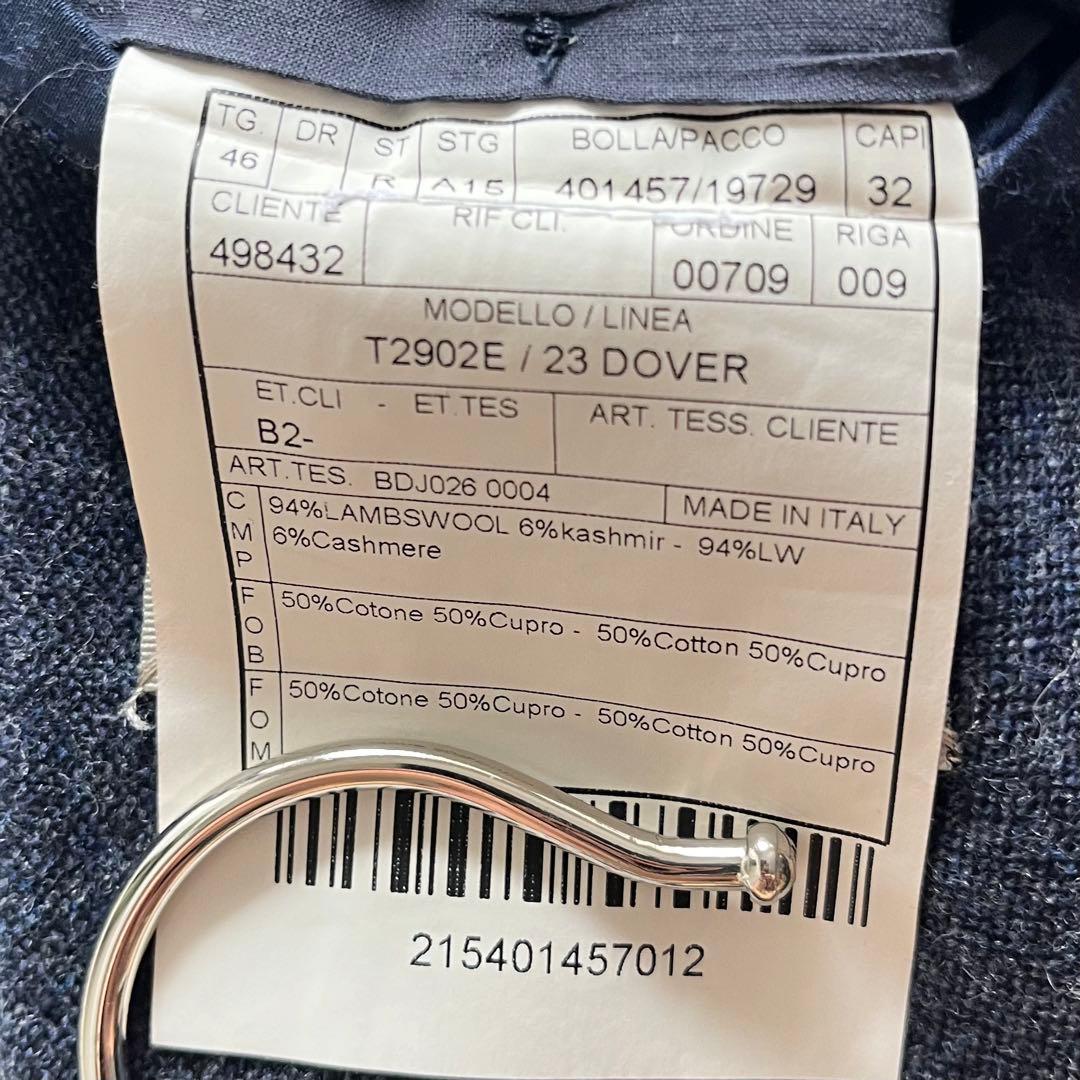 TG. DR ST STG BOLLA/PACCO CAPI
46 R A15 401457/19729 32
CLIENTE RIF CLI. ORDINE RIGA
498432 00709 009
MODELLO / LINEA
T2902E / 23 DOVER
ET.CLI - ET.TES ART. TESS. CLIENTE
B2-
ART.TES. BDJ026 0004 MADE IN ITALY
CMP 94%LAMBSWOOL 6%kashmir - 94%LW
6%Cashmere
FOB 50%Cotone 50%Cupro - 50%Cotton 50%Cupro
FOM 50%Cotone 50%Cupro - 50%Cotton 50%Cupro
215401457012